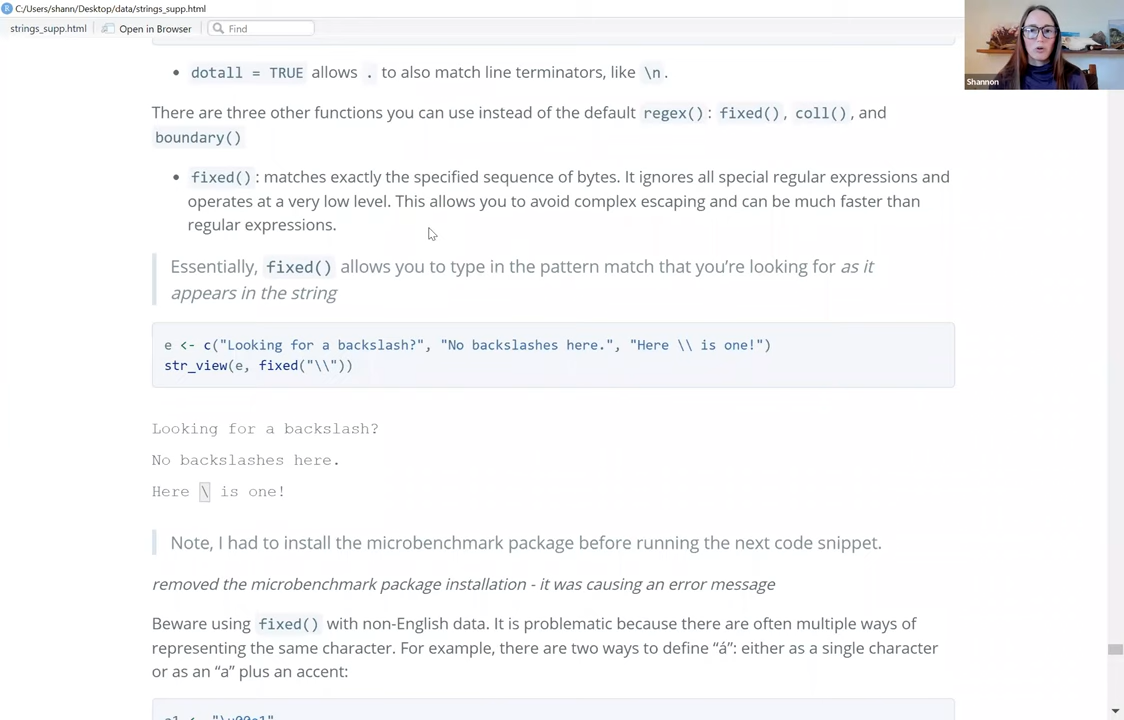 C:/Users/shann/Desktop/data/strings_supp.html
strings_supp.html Open in Browser Find
Shannon
• dotall = TRUE allows . to also match line terminators, like \n.
There are three other functions you can use instead of the default regex(): fixed(), coll(), and
boundary()
• fixed(): matches exactly the specified sequence of bytes. It ignores all special regular expressions and
operates at a very low level. This allows you to avoid complex escaping and can be much faster than
regular expressions.
Essentially, fixed() allows you to type in the pattern match that you’re looking for as it
appears in the string
e <- c("Looking for a backslash?", "No backslashes here.", "Here \\ is one!")
str_view(e, fixed("\\"))
Looking for a backslash?
No backslashes here.
Here \ is one!
Note, I had to install the microbenchmark package before running the next code snippet.
removed the microbenchmark package installation - it was causing an error message
Beware using fixed() with non-English data. It is problematic because there are often multiple ways of
representing the same character. For example, there are two ways to define “á”: either as a single character
or as an “a” plus an accent: